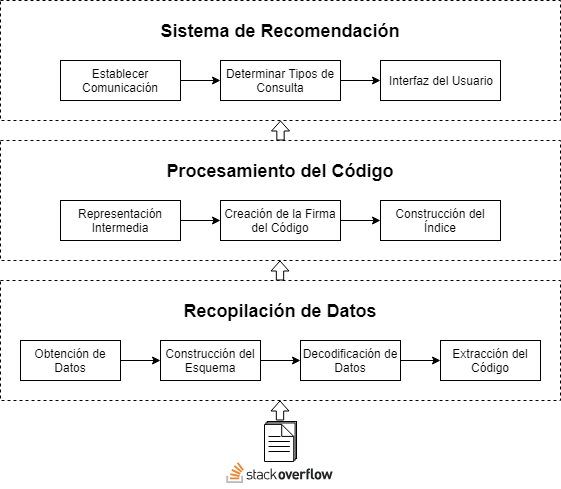 Sistema de Recomendación
Establecer
Comunicación
Determinar Tipos de
Consulta
Interfaz del Usuario
Procesamiento del Código
Representación
Intermedia
Creación de la Firma
del Código
Construcción del
Índice
Recopilación de Datos
Obtención de
Datos
Construcción del
Esquema
Decodificación de
Datos
Extracción del
Código
stackoverflow